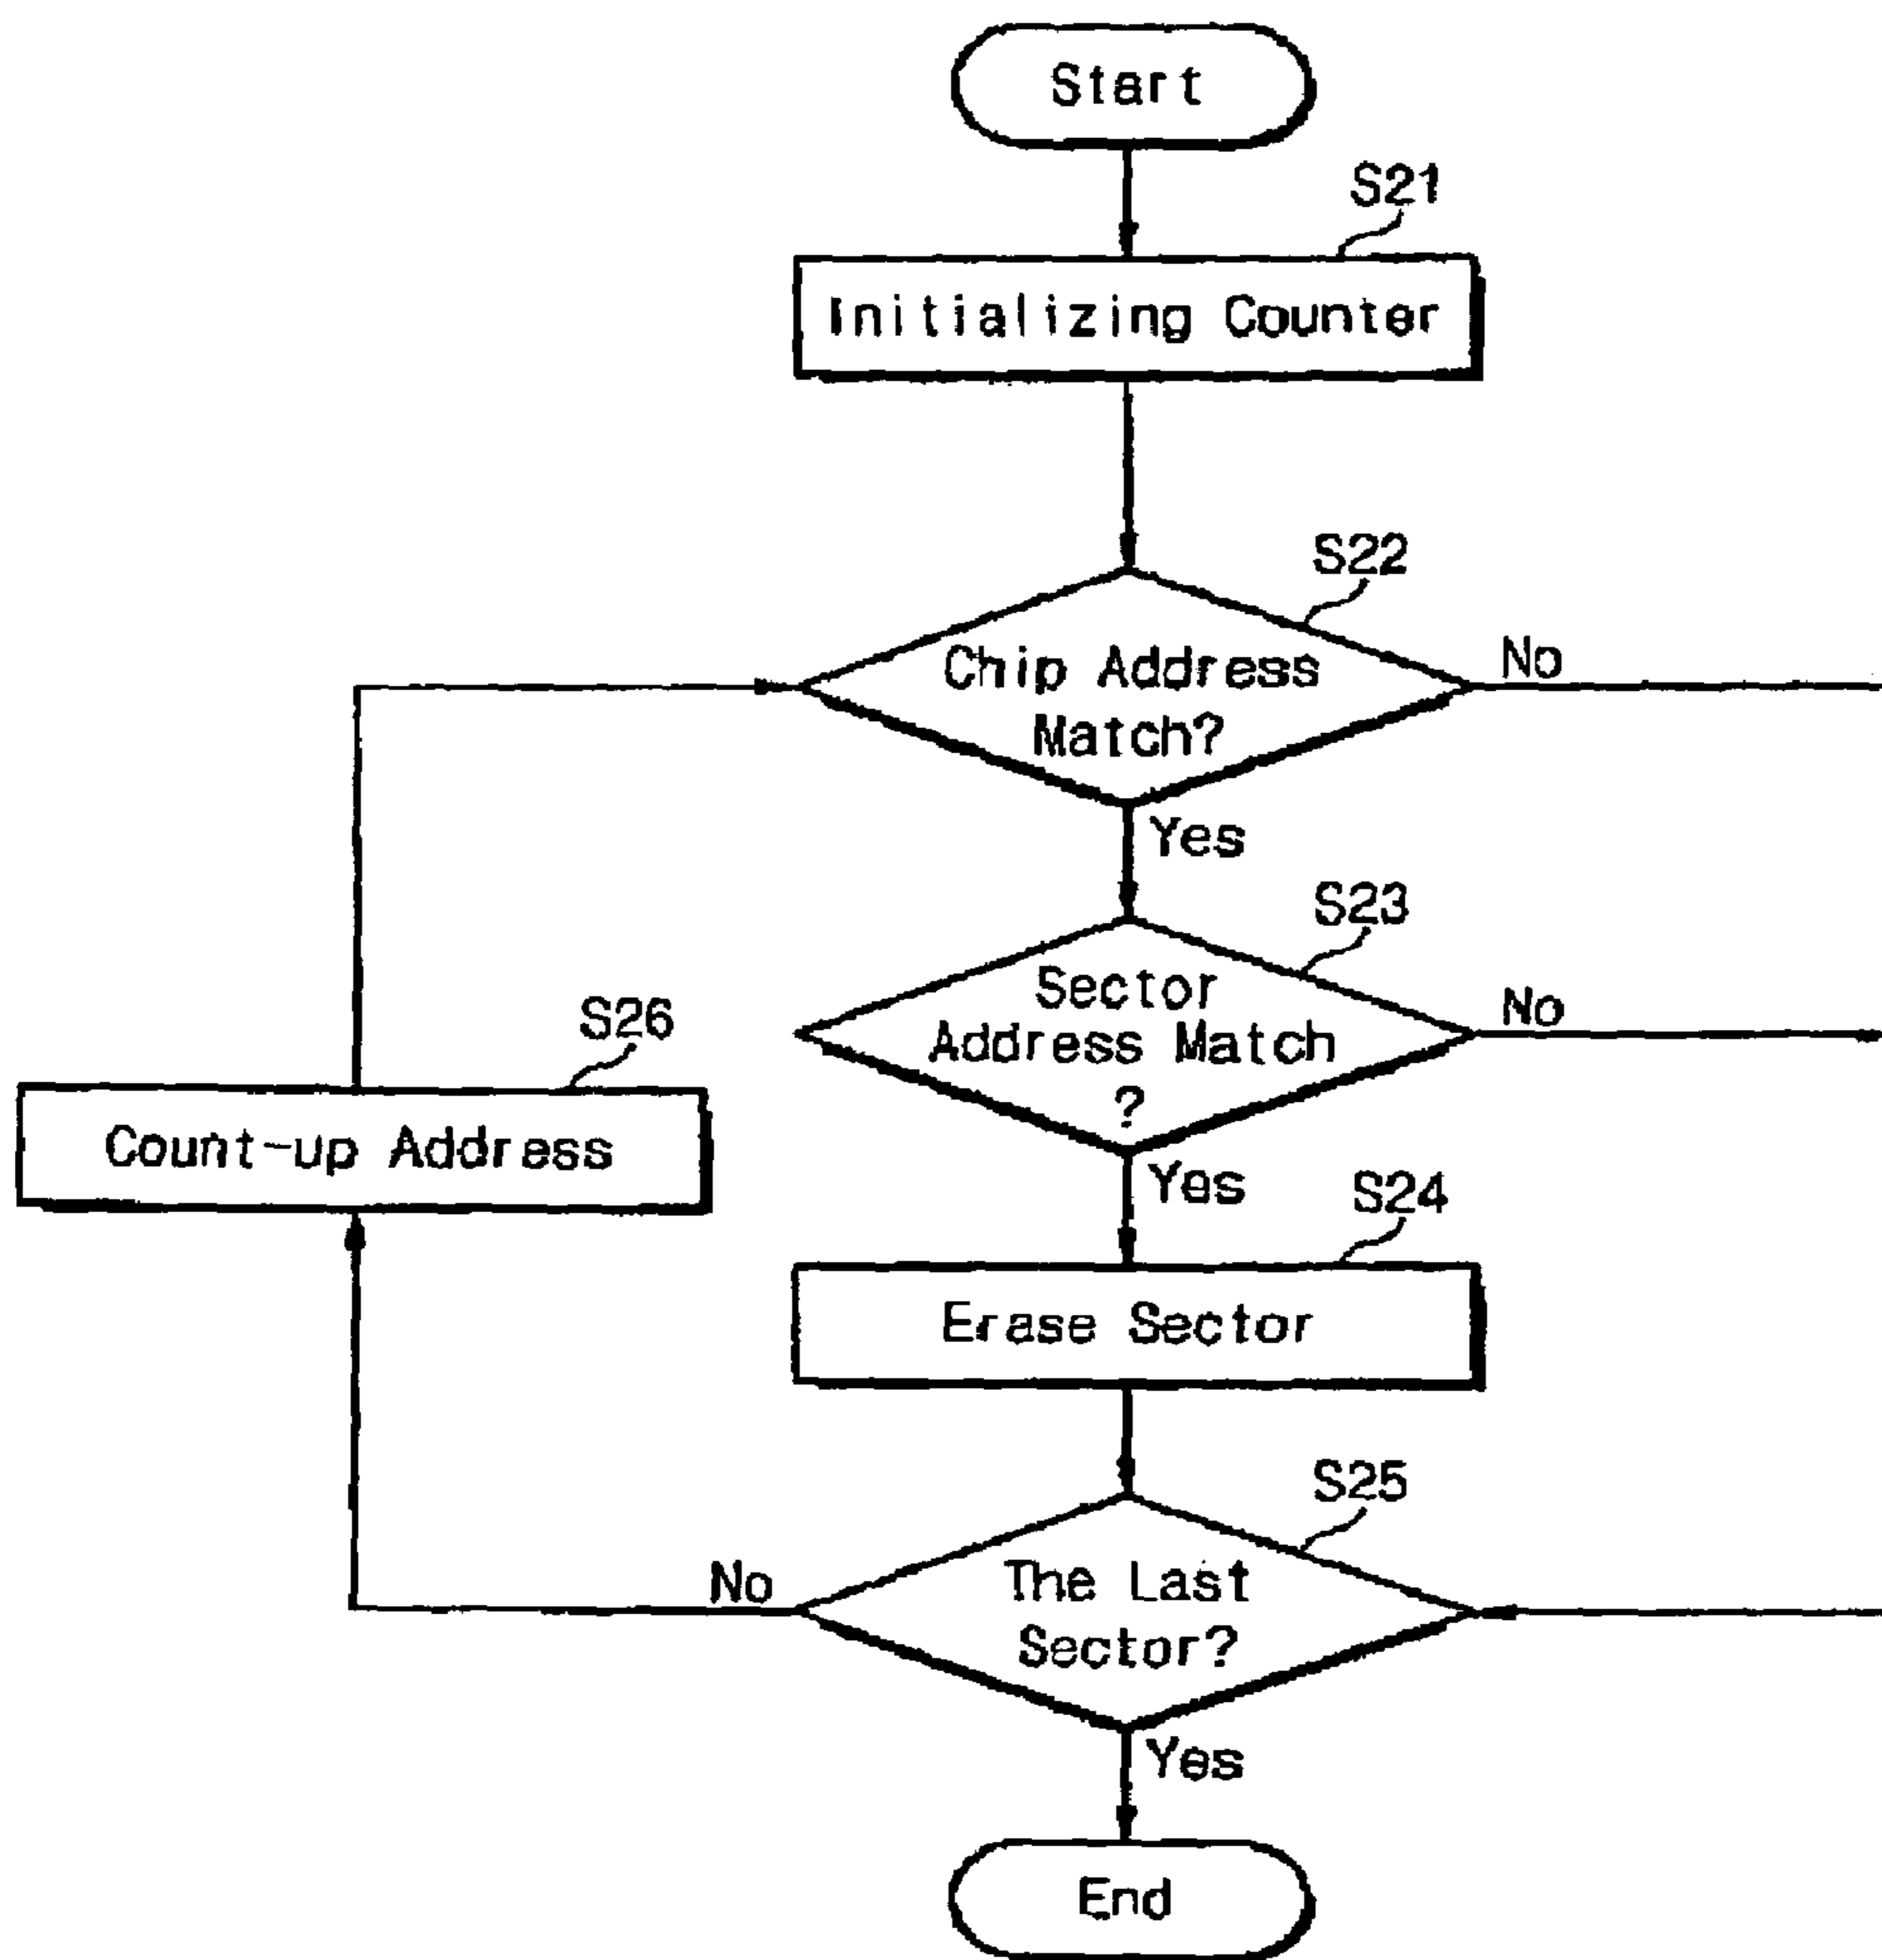 Start
S21
Initializing Counter
S22
Chip Address
Match?
No
Yes
S23
Sector
Address Match
?
No
S26
Count-up Address
Yes
S24
Erase Sector
S25
The Last
Sector?
No
Yes
End